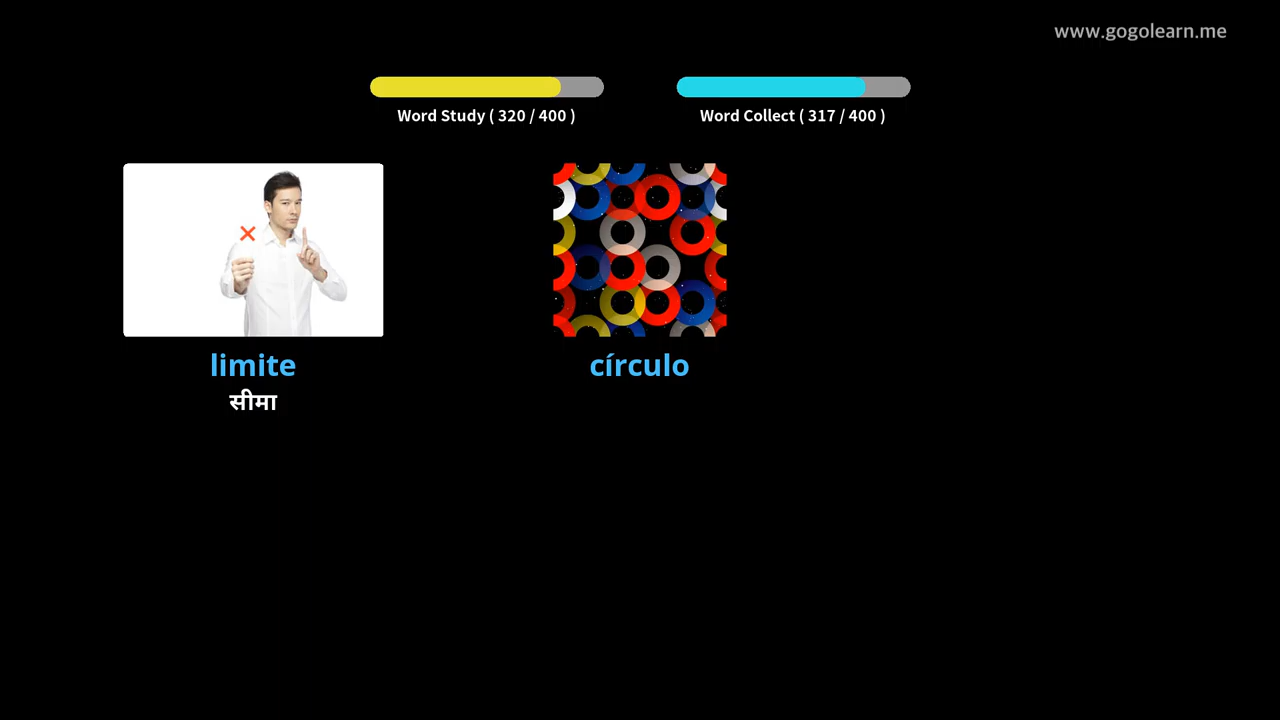 www.gogolearn.me
Word Study ( 320 / 400 )
Word Collect ( 317 / 400 )
limite
सीमा
círculo